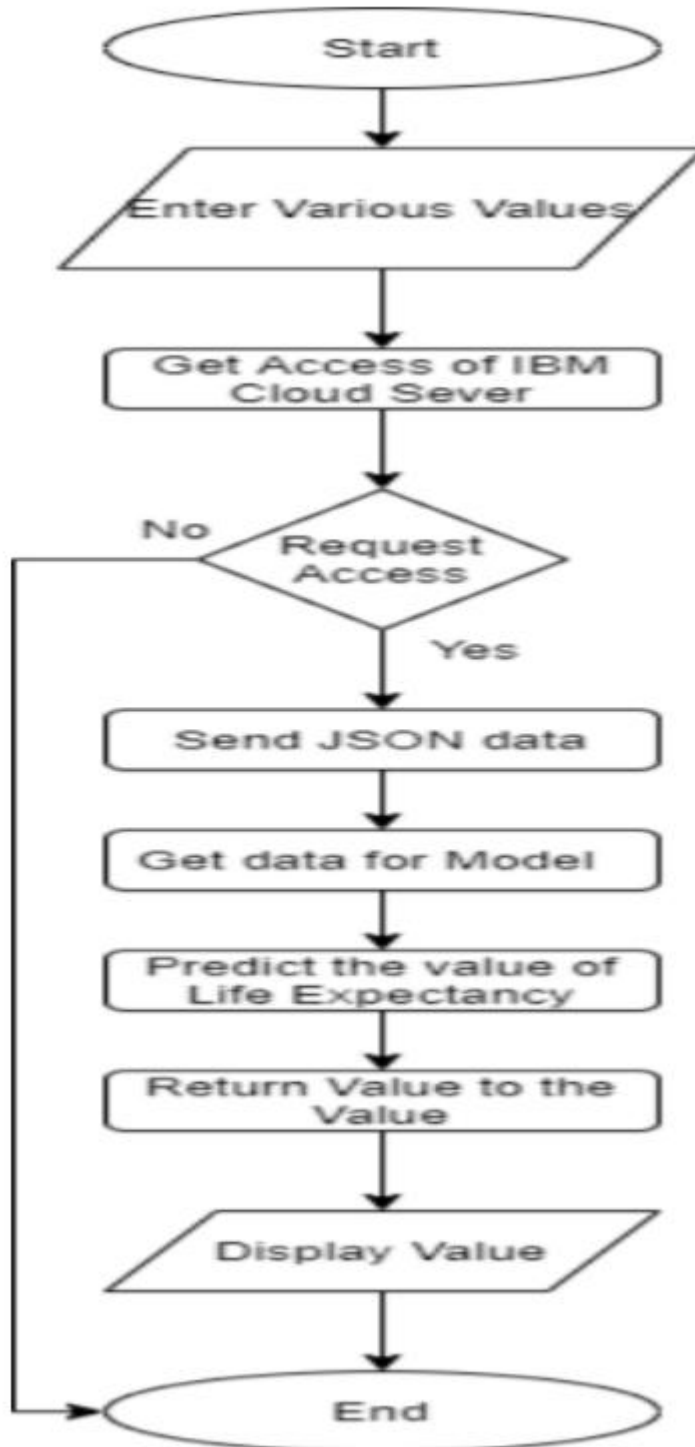 Start
Enter Various Values
Get Access of IBM
Cloud Sever
No
Request
Access
Yes
Send JSON data
Get data for Model
Predict the value of
Life Expectancy
Return Value to the
Value
Display Value
End